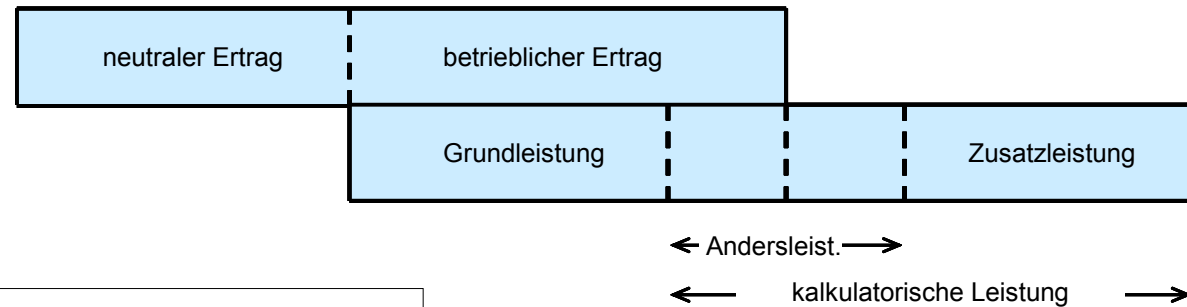 neutraler Ertrag betrieblicher Ertrag
Grundleistung Zusatzleistung
Andersleist.
kalkulatorische Leistung